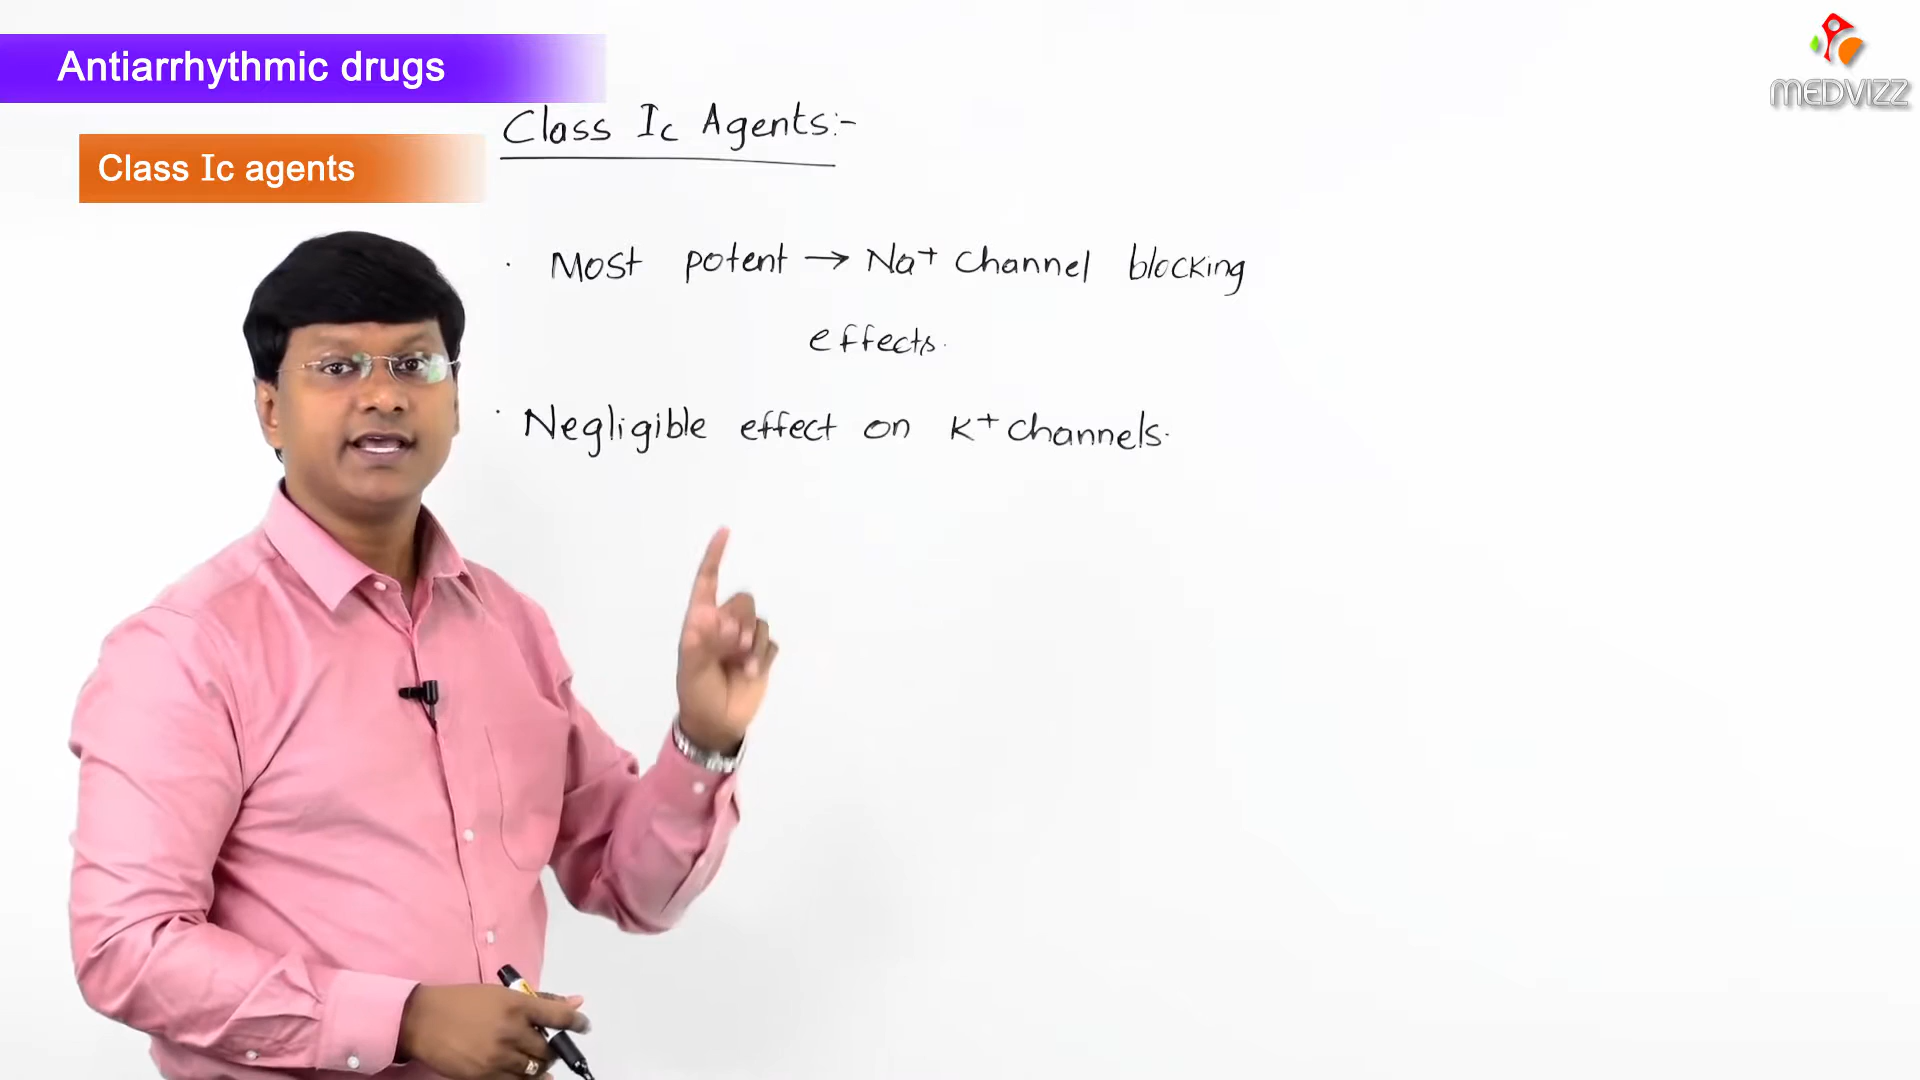 Antiarrhythmic drugs
MEDVIZZ
Class Ic Agents:-
Class Ic agents
· Most potent → Na+ channel blocking
effects.
· Negligible effect on K+ channels.